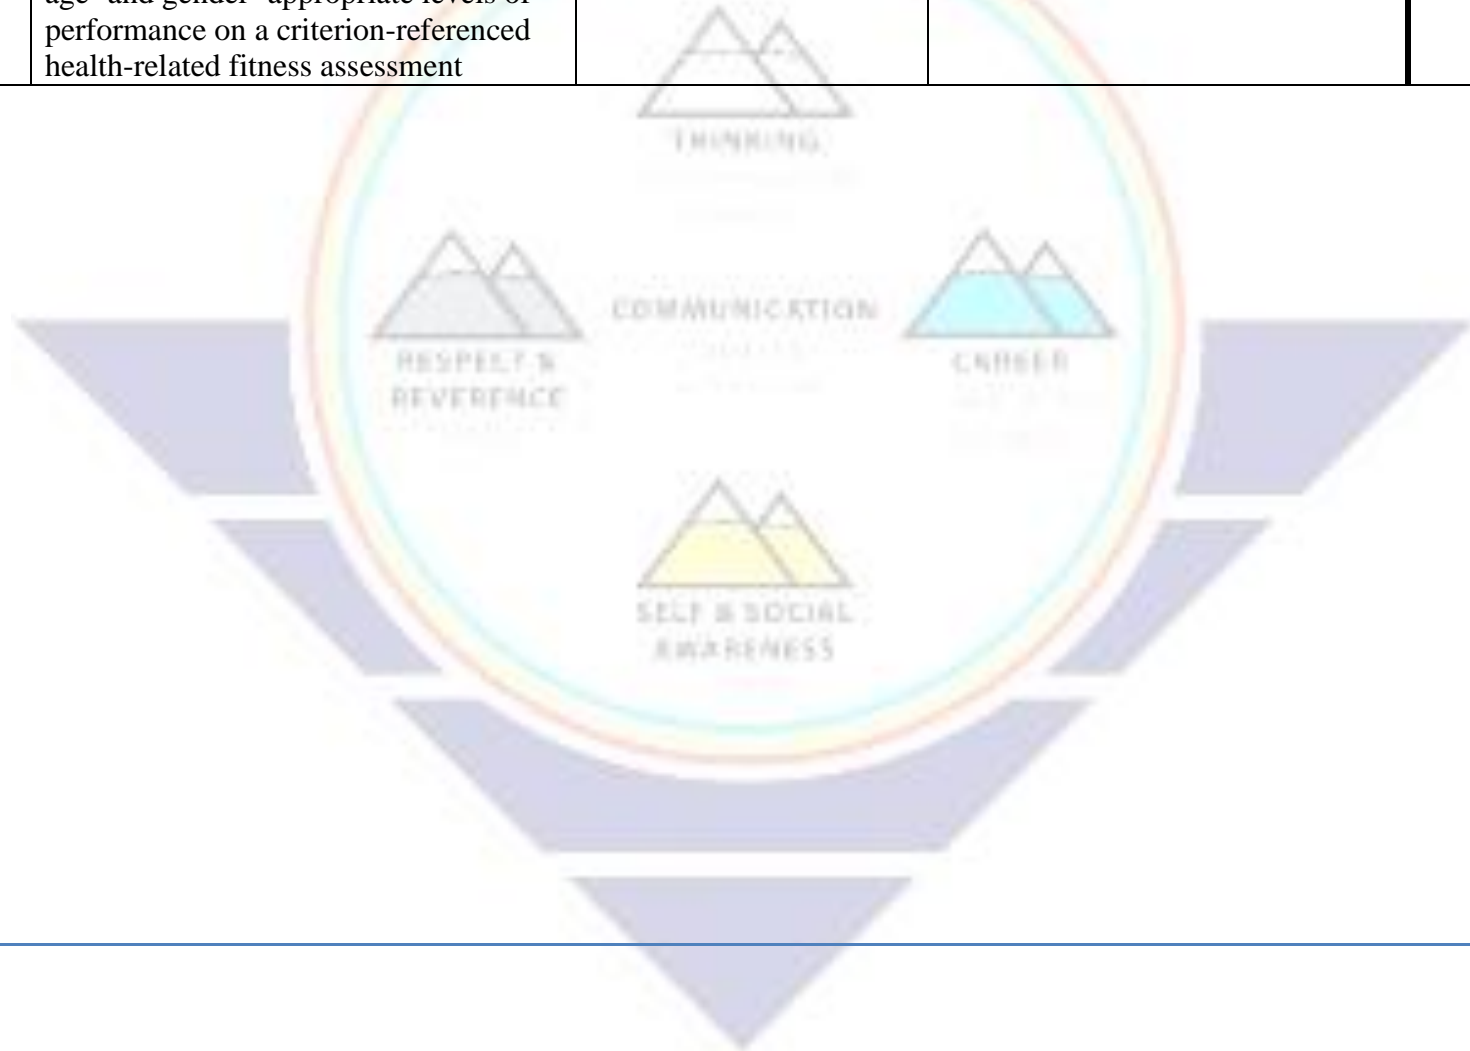 age- and gender- appropriate levels of
performance on a criterion-referenced
health-related fitness assessment
THINKING
COMMUNICATION
RESPECT &
REVERENCE
CAREER
SELF & SOCIAL
AWARENESS